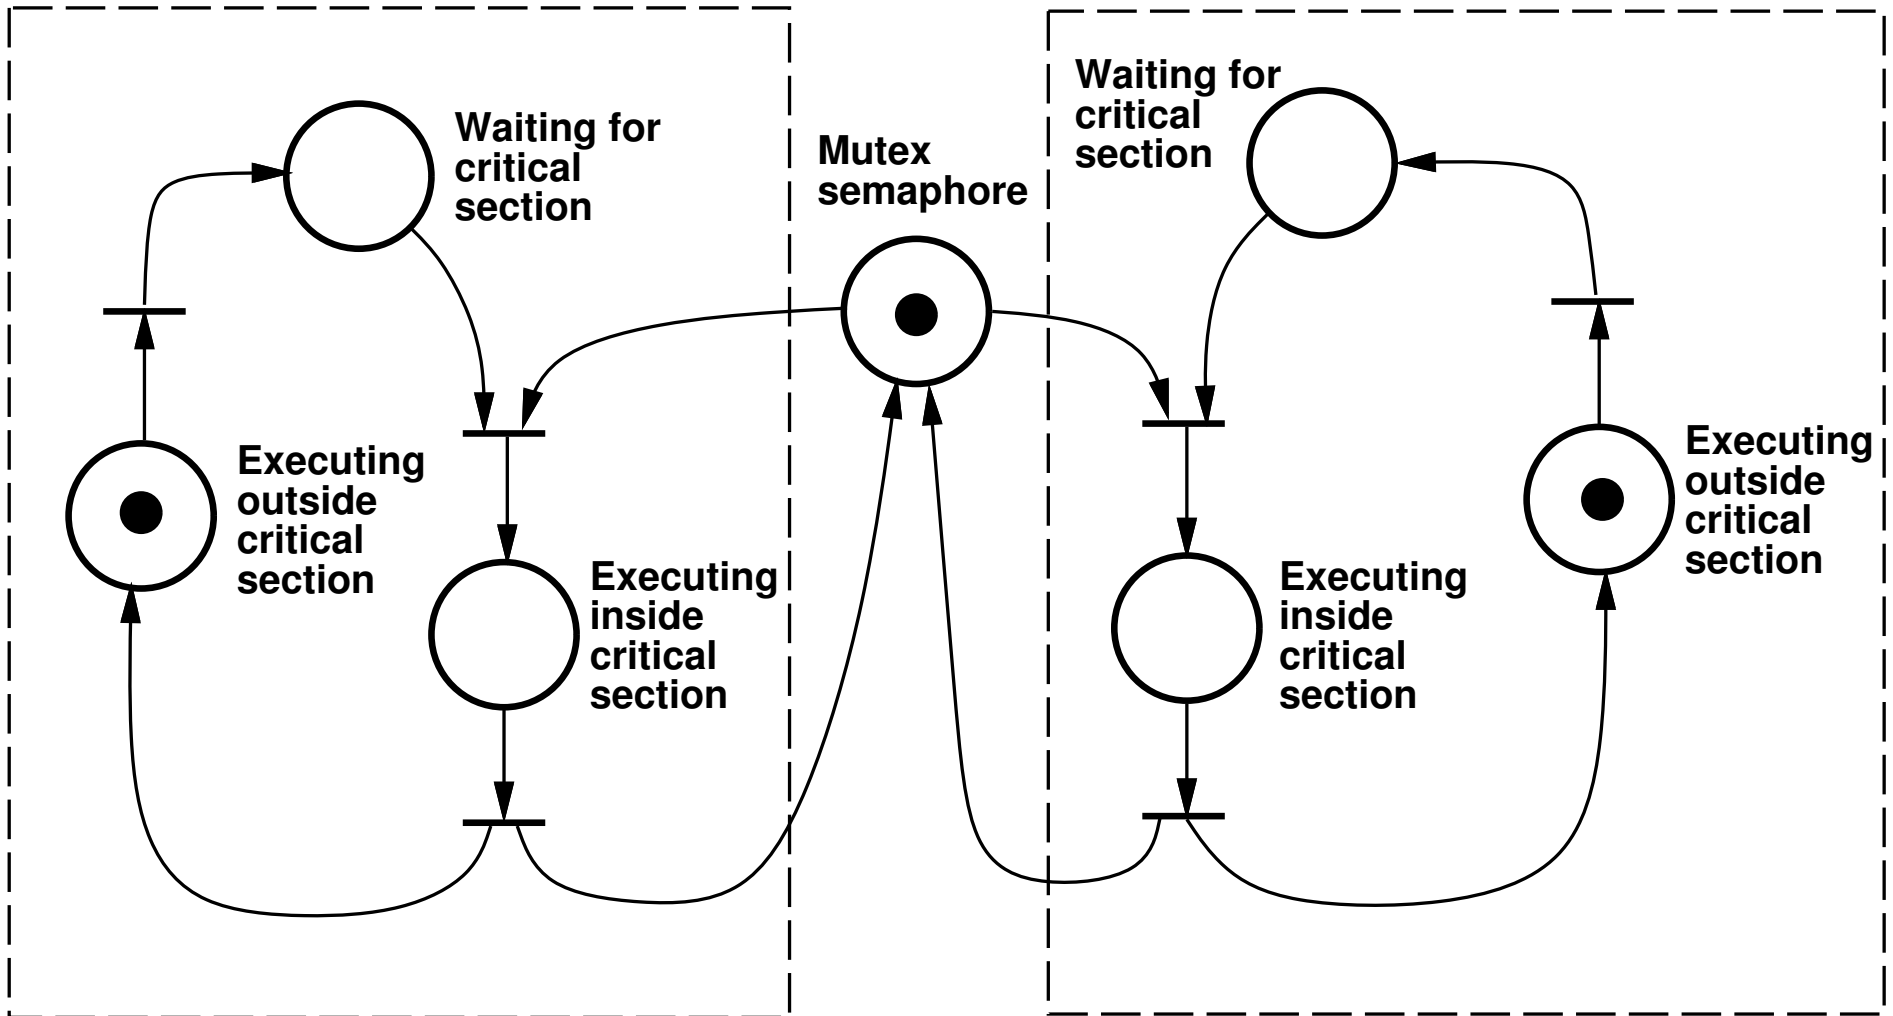 Waiting for
critical
section
Mutex
semaphore
Waiting for
critical
section
Executing
outside
critical
section
Executing
inside
critical
section
Executing
inside
critical
section
Executing
outside
critical
section